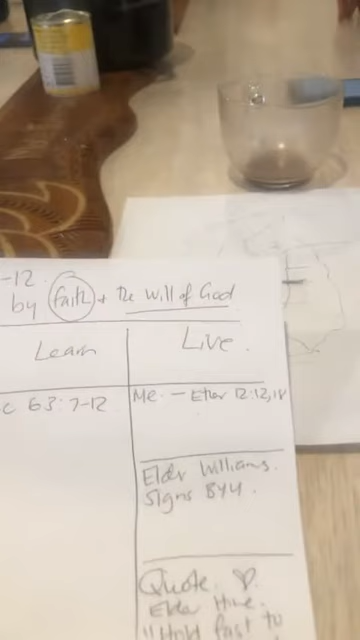 -12
by Faith + The Will of God
Learn
Live.
c 63:7-12
Me. - Ether 12:12,18
Elder Williams.
Signs BYU.
Quote.
"Hold fast to